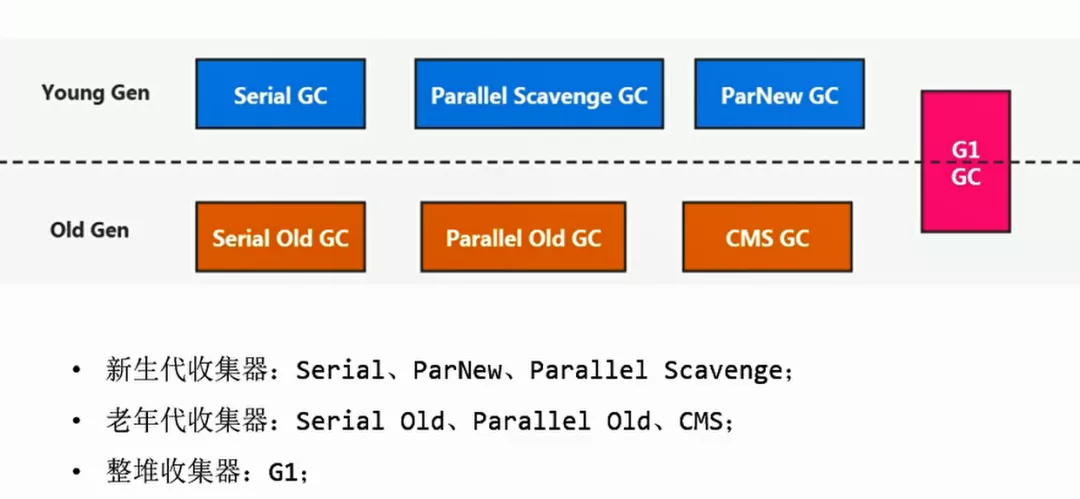 Young Gen
Serial GC
Parallel Scavenge GC
ParNew GC
G1
GC
Old Gen
Serial Old GC
Parallel Old GC
CMS GC
• 新生代收集器：Serial、ParNew、Parallel Scavenge；
• 老年代收集器：Serial Old、Parallel Old、CMS；
• 整堆收集器：G1；